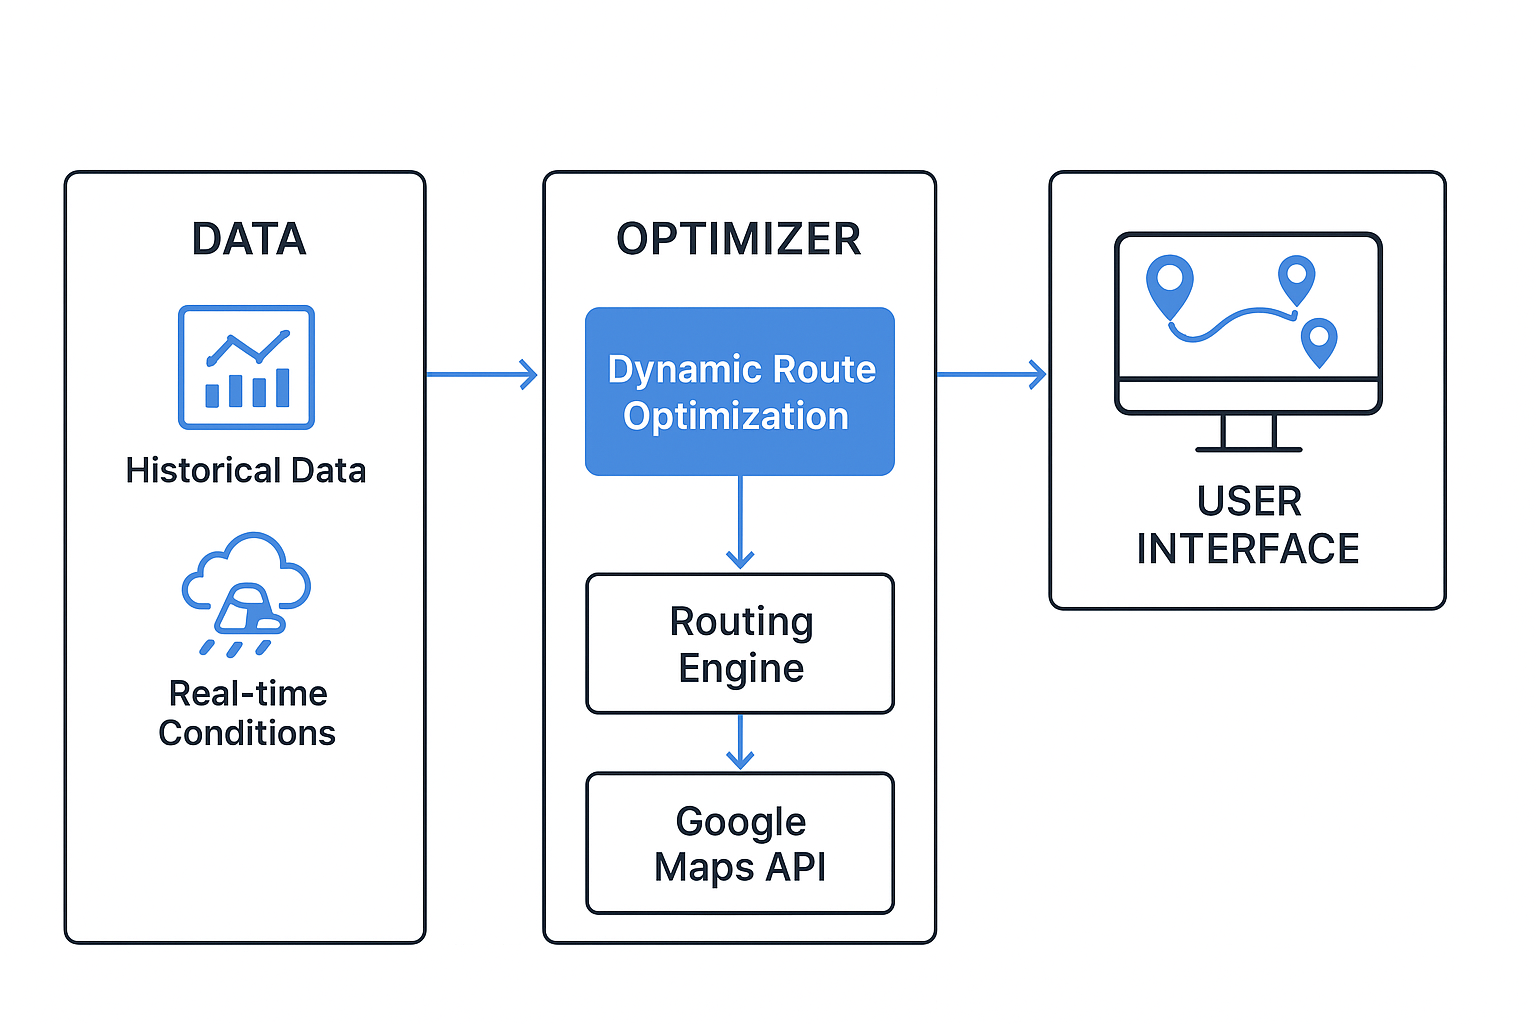 DATA
Historical Data
Real-time
Conditions
OPTIMIZER
Dynamic Route
Optimization
Routing
Engine
Google
Maps API
USER
INTERFACE